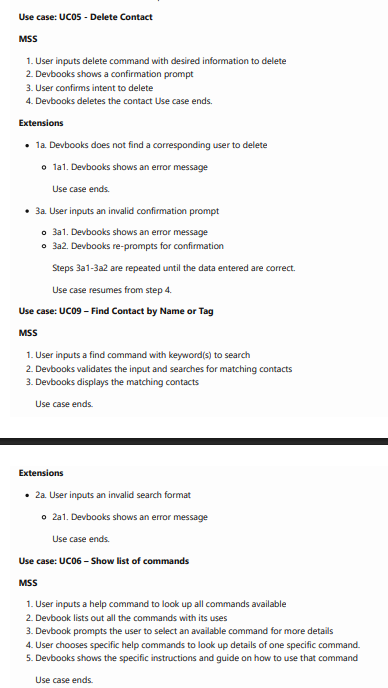 Use case: UC05 - Delete Contact
MSS
1. User inputs delete command with desired information to delete
2. Devbooks shows a confirmation prompt
3. User confirms intent to delete
4. Devbooks deletes the contact Use case ends.
Extensions
• 1a. Devbooks does not find a corresponding user to delete
o 1a1. Devbooks shows an error message
Use case ends.
• 3a. User inputs an invalid confirmation prompt
o 3a1. Devbooks shows an error message
o 3a2. Devbooks re-prompts for confirmation
Steps 3a1-3a2 are repeated until the data entered are correct.
Use case resumes from step 4.
Use case: UC09 – Find Contact by Name or Tag
MSS
1. User inputs a find command with keyword(s) to search
2. Devbooks validates the input and searches for matching contacts
3. Devbooks displays the matching contacts
Use case ends.
Extensions
• 2a. User inputs an invalid search format
o 2a1. Devbooks shows an error message
Use case ends.
Use case: UC06 – Show list of commands
MSS
1. User inputs a help command to look up all commands available
2. Devbook lists out all the commands with its uses
3. Devbook prompts the user to select an available command for more details
4. User chooses specific help commands to look up details of one specific command.
5. Devbooks shows the specific instructions and guide on how to use that command
Use case ends.